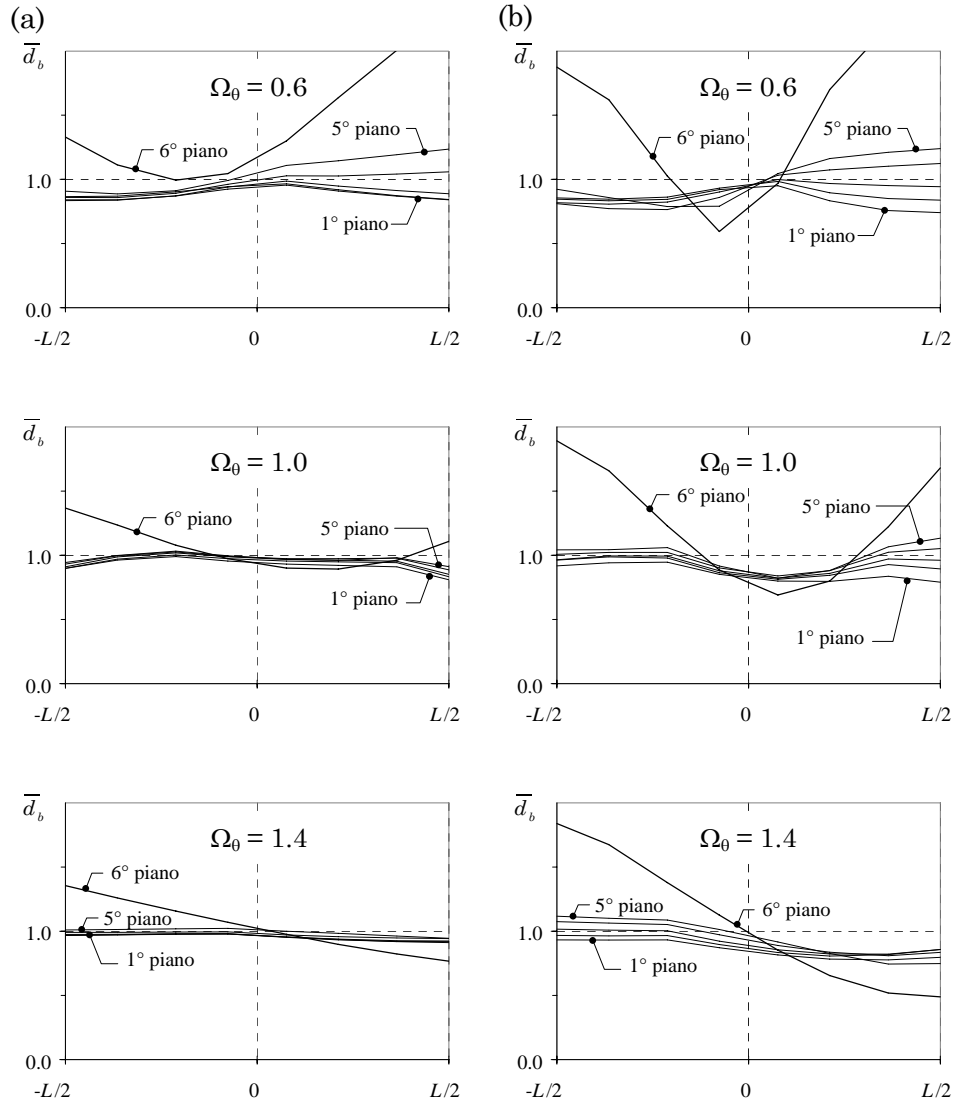 (a)
(b)
d̅_b
Ω_θ = 0.6
6° piano
5° piano
1.0
1° piano
0.0
-L/2
0
L/2
d̅_b
Ω_θ = 0.6
6° piano
5° piano
1.0
1° piano
0.0
-L/2
0
L/2
d̅_b
Ω_θ = 1.0
6° piano
5° piano
1.0
1° piano
0.0
-L/2
0
L/2
d̅_b
Ω_θ = 1.0
6° piano
5° piano
1.0
1° piano
0.0
-L/2
0
L/2
d̅_b
Ω_θ = 1.4
6° piano
5° piano
1.0
1° piano
0.0
-L/2
0
L/2
d̅_b
Ω_θ = 1.4
5° piano
6° piano
1.0
1° piano
0.0
-L/2
0
L/2